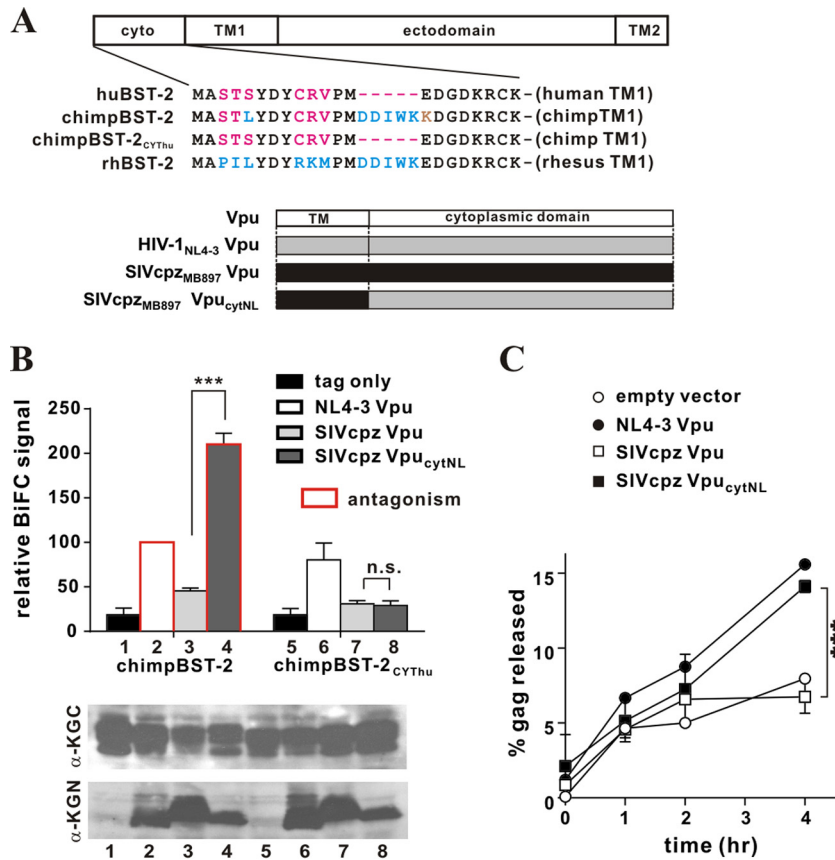 A
cyto TM1 ectodomain TM2
huBST-2 MASTSYDYCRVPM-----EDGDKRCK-(human TM1)
chimpBST-2 MASTLYDYCRVPMDDIWKKDGDKRCK-(chimpTM1)
chimpBST-2CYThu MASTSYDYCRVPM-----EDGDKRCK-(chimp TM1)
rhBST-2 MAPILYDYRKMPMDDIWKEDGDKRCK-(rhesus TM1)
Vpu TM cytoplasmic domain
HIV-1NL4-3 Vpu
SIVcpzMB897 Vpu
SIVcpzMB897 VpucytNL
B
tag only
NL4-3 Vpu
SIVcpz Vpu
SIVcpz VpucytNL
antagonism
relative BiFC signal
250
200
150
100
50
0
***
n.s.
1 2 3 4 5 6 7 8
chimpBST-2 chimpBST-2CYThu
α-KGC
α-KGN
1 2 3 4 5 6 7 8
C
empty vector
NL4-3 Vpu
SIVcpz Vpu
SIVcpz VpucytNL
% gag released
15
10
5
0
***
0 1 2 3 4
time (hr)